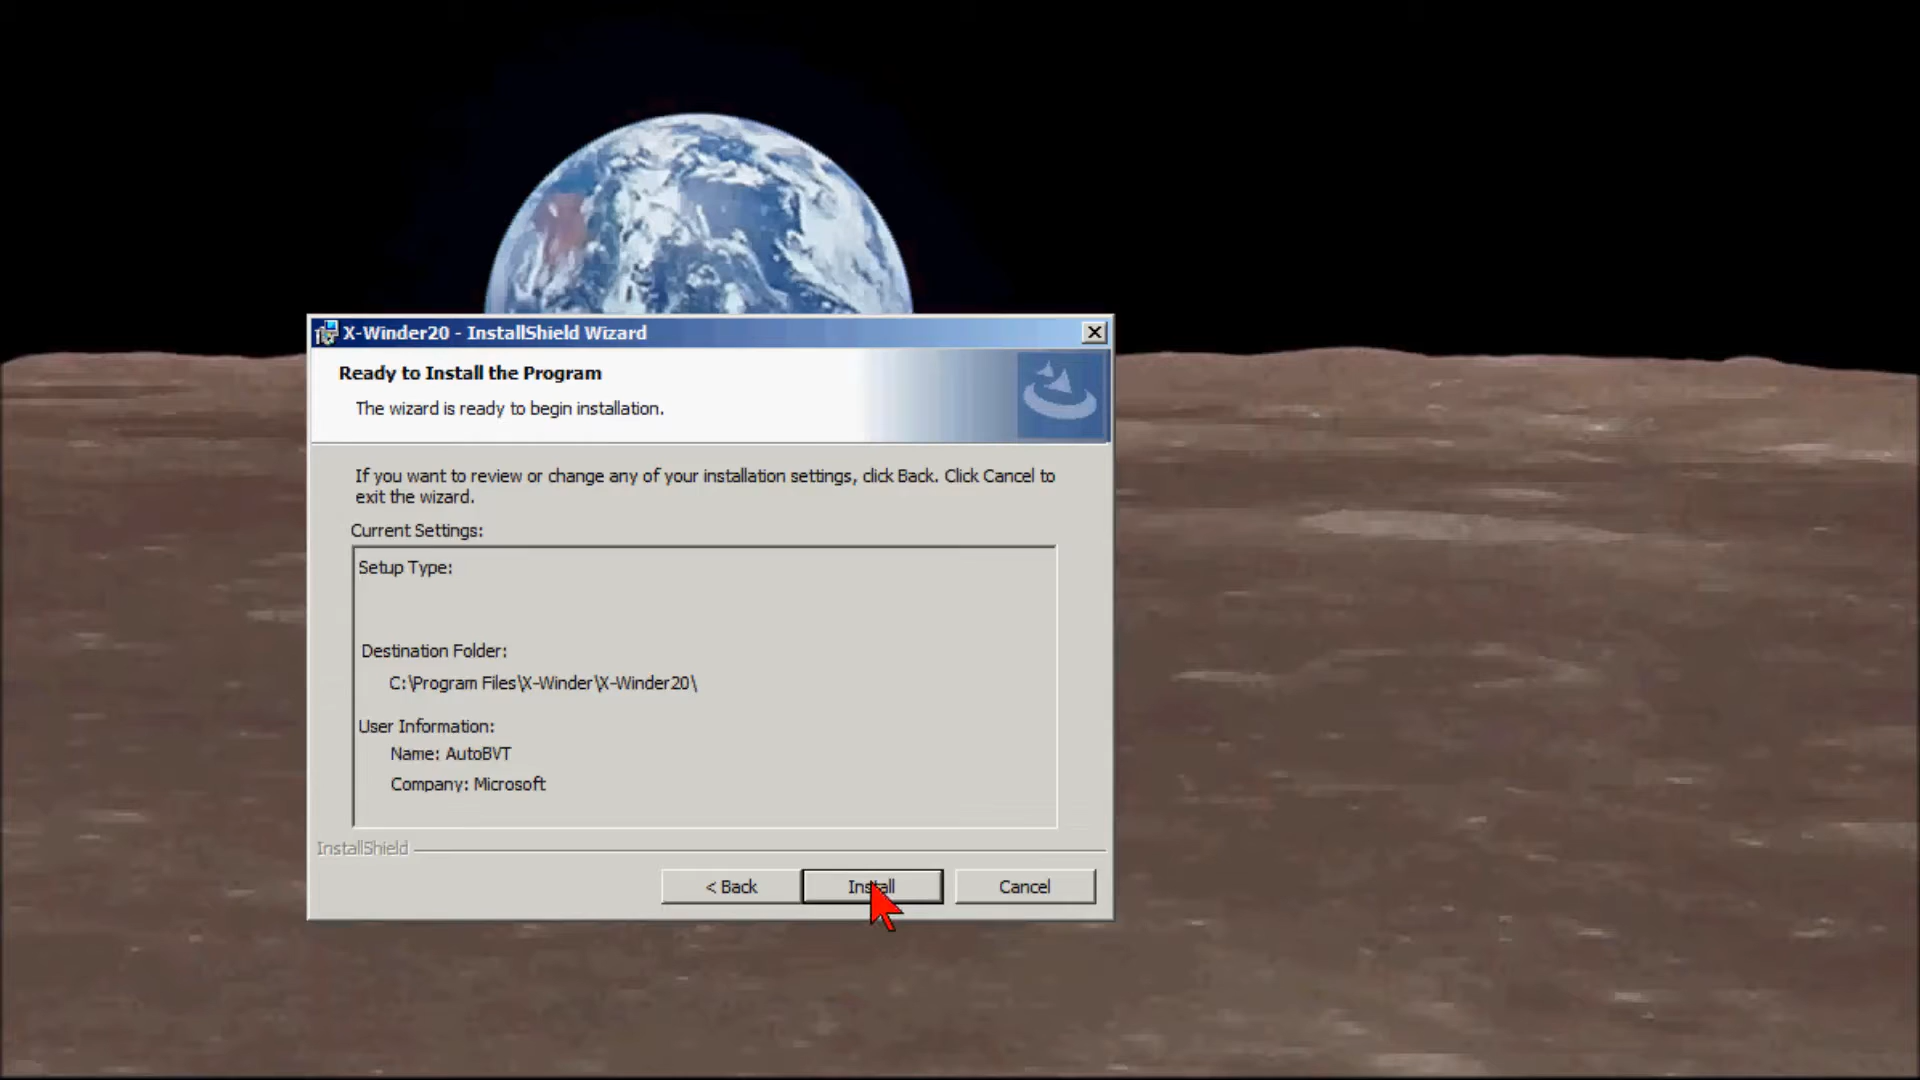 X-Winder20 - InstallShield Wizard
Ready to Install the Program
The wizard is ready to begin installation.
If you want to review or change any of your installation settings, click Back. Click Cancel to
exit the wizard.
Current Settings:
Setup Type:
Destination Folder:
C:\Program Files\X-Winder\X-Winder20\
User Information:
Name: AutoBVT
Company: Microsoft
InstallShield
< Back
Install
Cancel